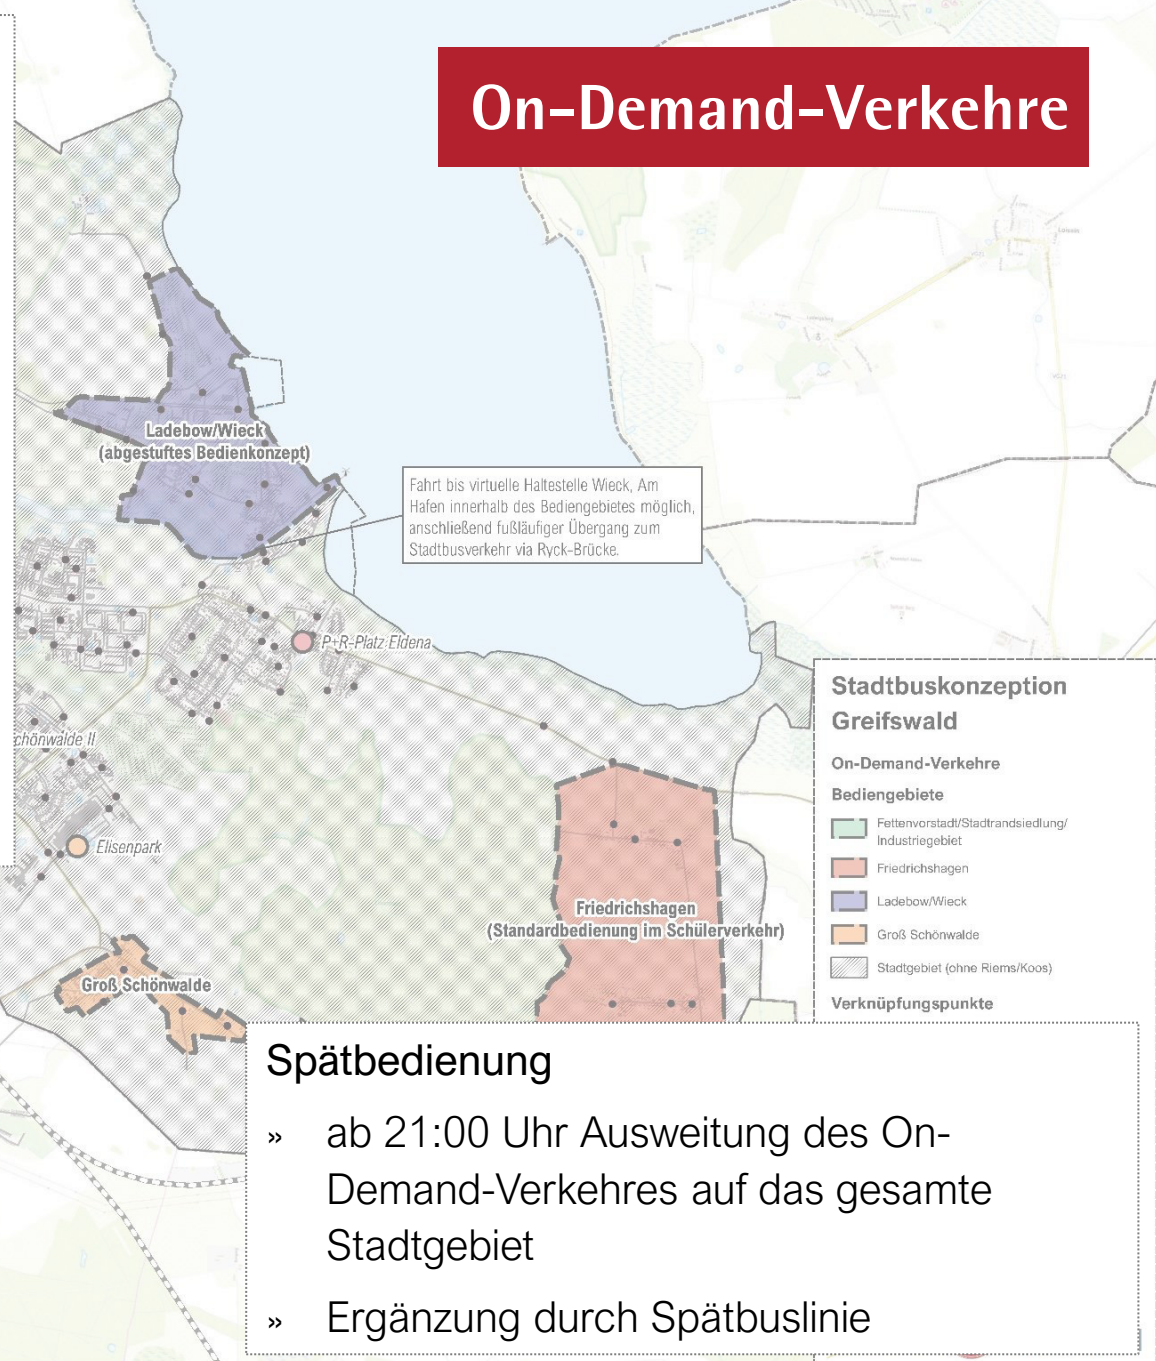 On-Demand-Verkehre
Ladebow/Wieck
(abgestuftes Bedienkonzept)
Fahrt bis virtuelle Haltestelle Wieck, Am
Hafen innerhalb des Bediengebietes möglich,
anschließend fußläufiger Übergang zum
Stadtbusverkehr via Ryck-Brücke.
P+R-Platz Eldena
chönwalde II
Elisenpark
Friedrichshagen
(Standardbedienung im Schülerverkehr)
Groß Schönwalde
Stadtbuskonzeption
Greifswald
On-Demand-Verkehre
Bediengebiete
Fettenvorstadt/Stadtrandsiedlung/
Industriegebiet
Friedrichshagen
Ladebow/Wieck
Groß Schönwalde
Stadtgebiet (ohne Riems/Koos)
Verknüpfungspunkte
Spätbedienung
» ab 21:00 Uhr Ausweitung des On-
Demand-Verkehres auf das gesamte
Stadtgebiet
» Ergänzung durch Spätbuslinie